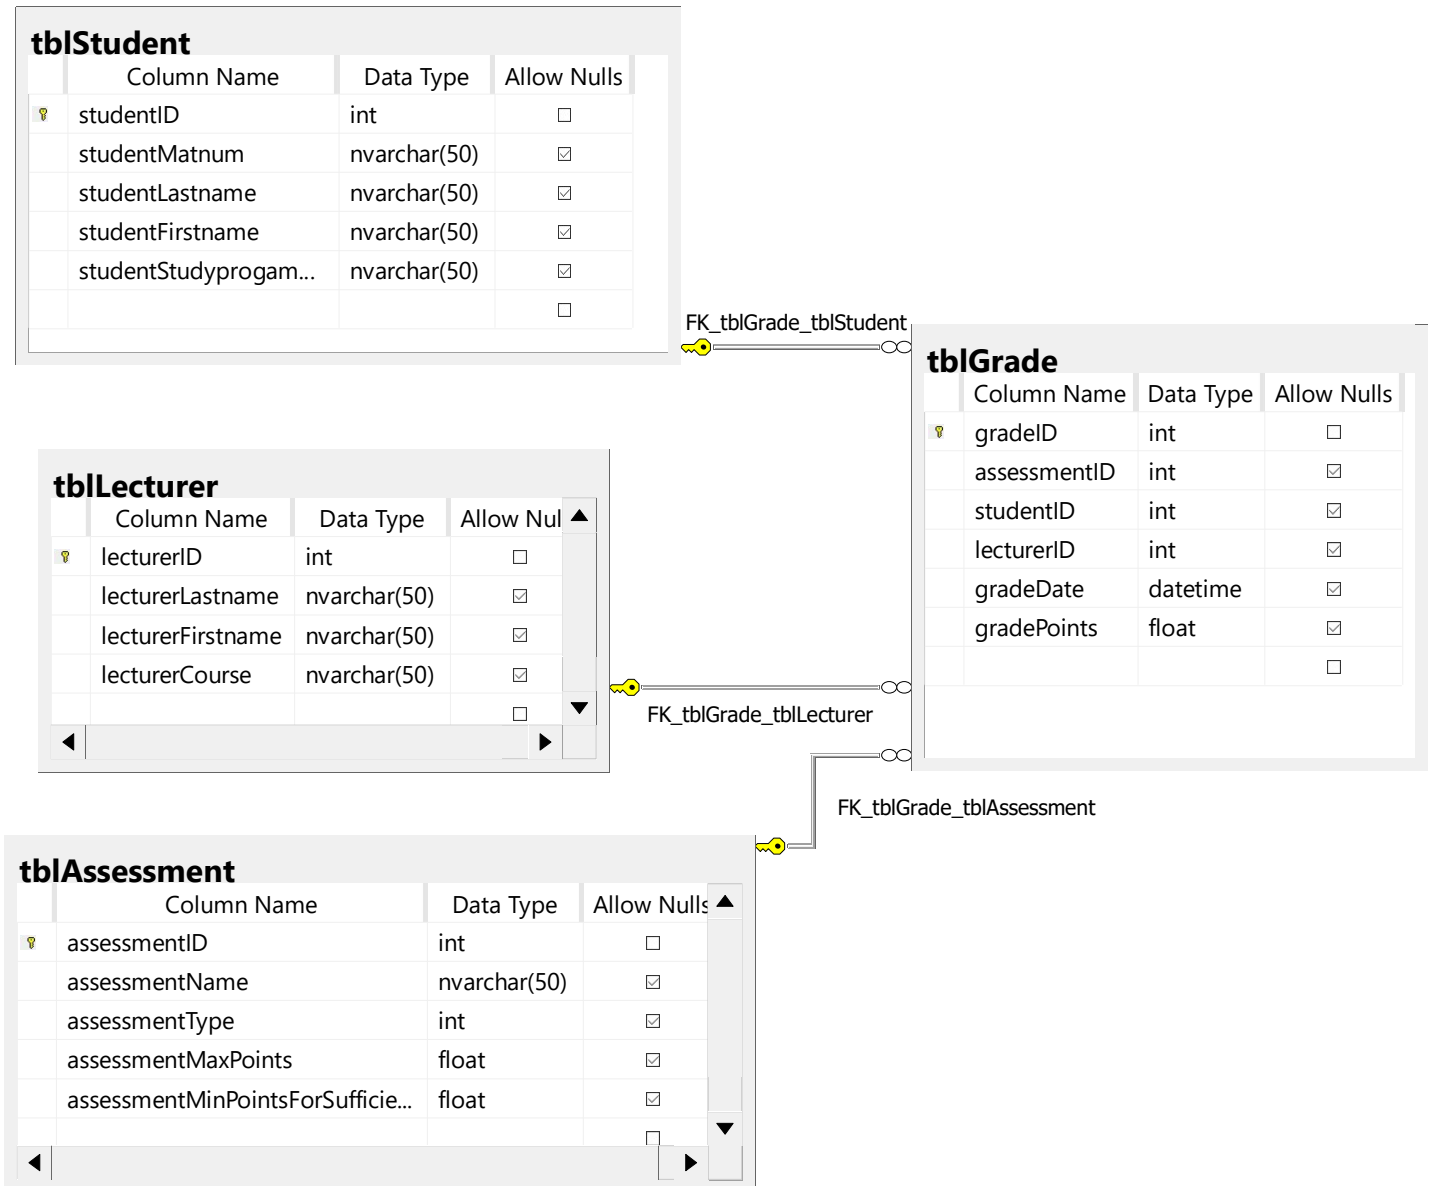 tblStudent
Column Name Data Type Allow Nulls
studentID int
studentMatnum nvarchar(50)
studentLastname nvarchar(50)
studentFirstname nvarchar(50)
studentStudyprogam... nvarchar(50)
FK_tblGrade_tblStudent
tblGrade
Column Name Data Type Allow Nulls
gradeID int
assessmentID int
studentID int
lecturerID int
gradeDate datetime
gradePoints float
tblLecturer
Column Name Data Type Allow Nul
lecturerID int
lecturerLastname nvarchar(50)
lecturerFirstname nvarchar(50)
lecturerCourse nvarchar(50)
FK_tblGrade_tblLecturer
FK_tblGrade_tblAssessment
tblAssessment
Column Name Data Type Allow Nulls
assessmentID int
assessmentName nvarchar(50)
assessmentType int
assessmentMaxPoints float
assessmentMinPointsForSufficie... float